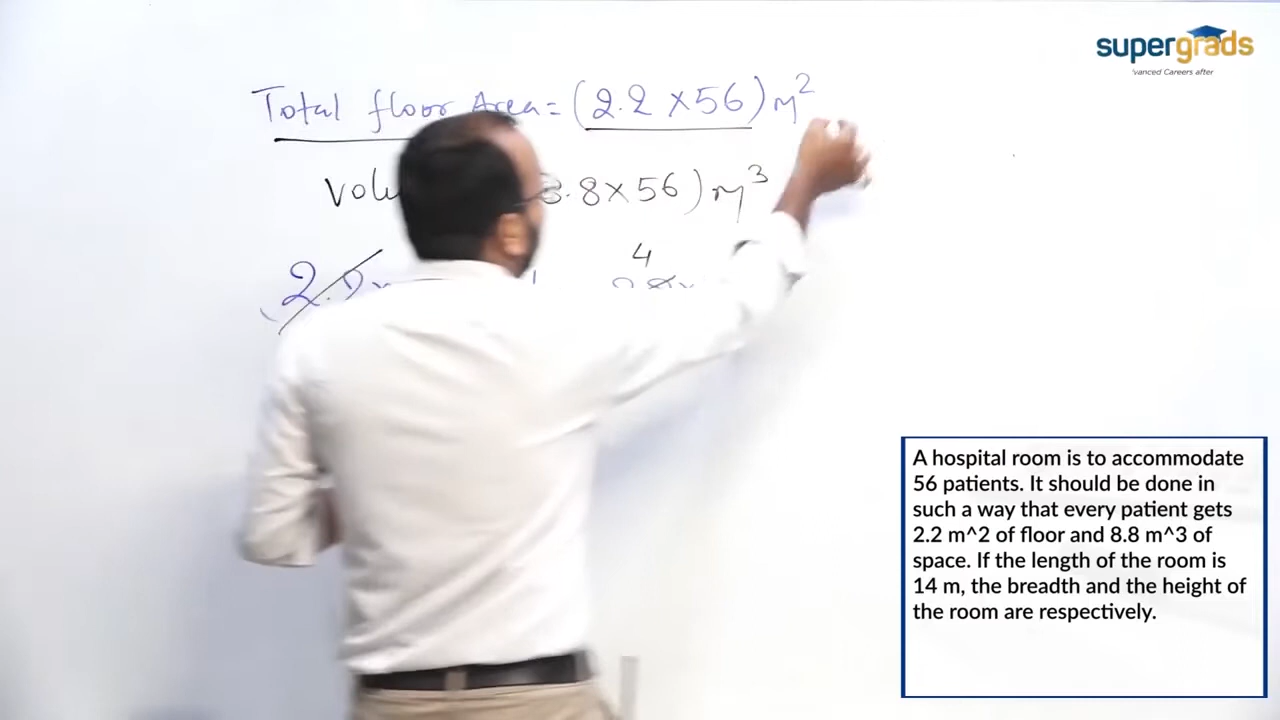 supergrads
'vanced Careers after
Total floor Area = (2.2 × 56) m²
8.8 × 56) m³
4
A hospital room is to accommodate
56 patients. It should be done in
such a way that every patient gets
2.2 m^2 of floor and 8.8 m^3 of
space. If the length of the room is
14 m, the breadth and the height of
the room are respectively.